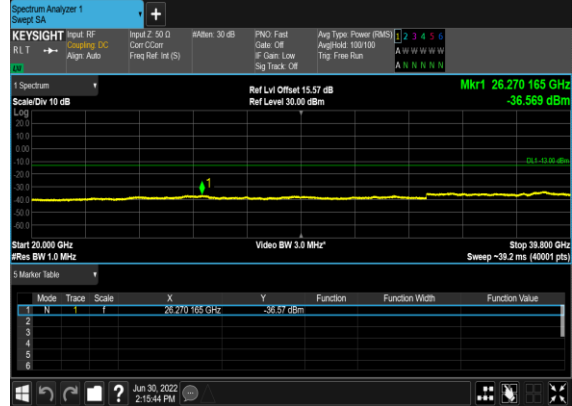 Spectrum Analyzer 1
Swept SA
+
KEYSIGHT Input: RF Input Z: 50 Ω #Atten: 30 dB PNO: Fast Avg Type: Power (RMS) 1 2 3 4 5 6
RLT Coupling: DC Corr CCorr Gate: Off Avg|Hold: 100/100 A W W W W W
Align: Auto Freq Ref: Int (S) IF Gain: Low Trig: Free Run
Sig Track: Off A N N N N N
1 Spectrum Ref Lvl Offset 15.57 dB Mkr1 26.270 165 GHz
Scale/Div 10 dB Ref Level 30.00 dBm -36.569 dBm
Log
20.0
10.0
0.00
-10.0 DL1 -13.00 dBm
-20.0
-30.0 1
-40.0
-50.0
-60.0
Start 20.000 GHz Video BW 3.0 MHz* Stop 39.800 GHz
#Res BW 1.0 MHz Sweep ~39.2 ms (40001 pts)
5 Marker Table
Mode Trace Scale X Y Function Function Width Function Value
1 N 1 f 26.270 165 GHz -36.57 dBm
2
3
4
5
6
? Jun 30, 2022
2:15:44 PM